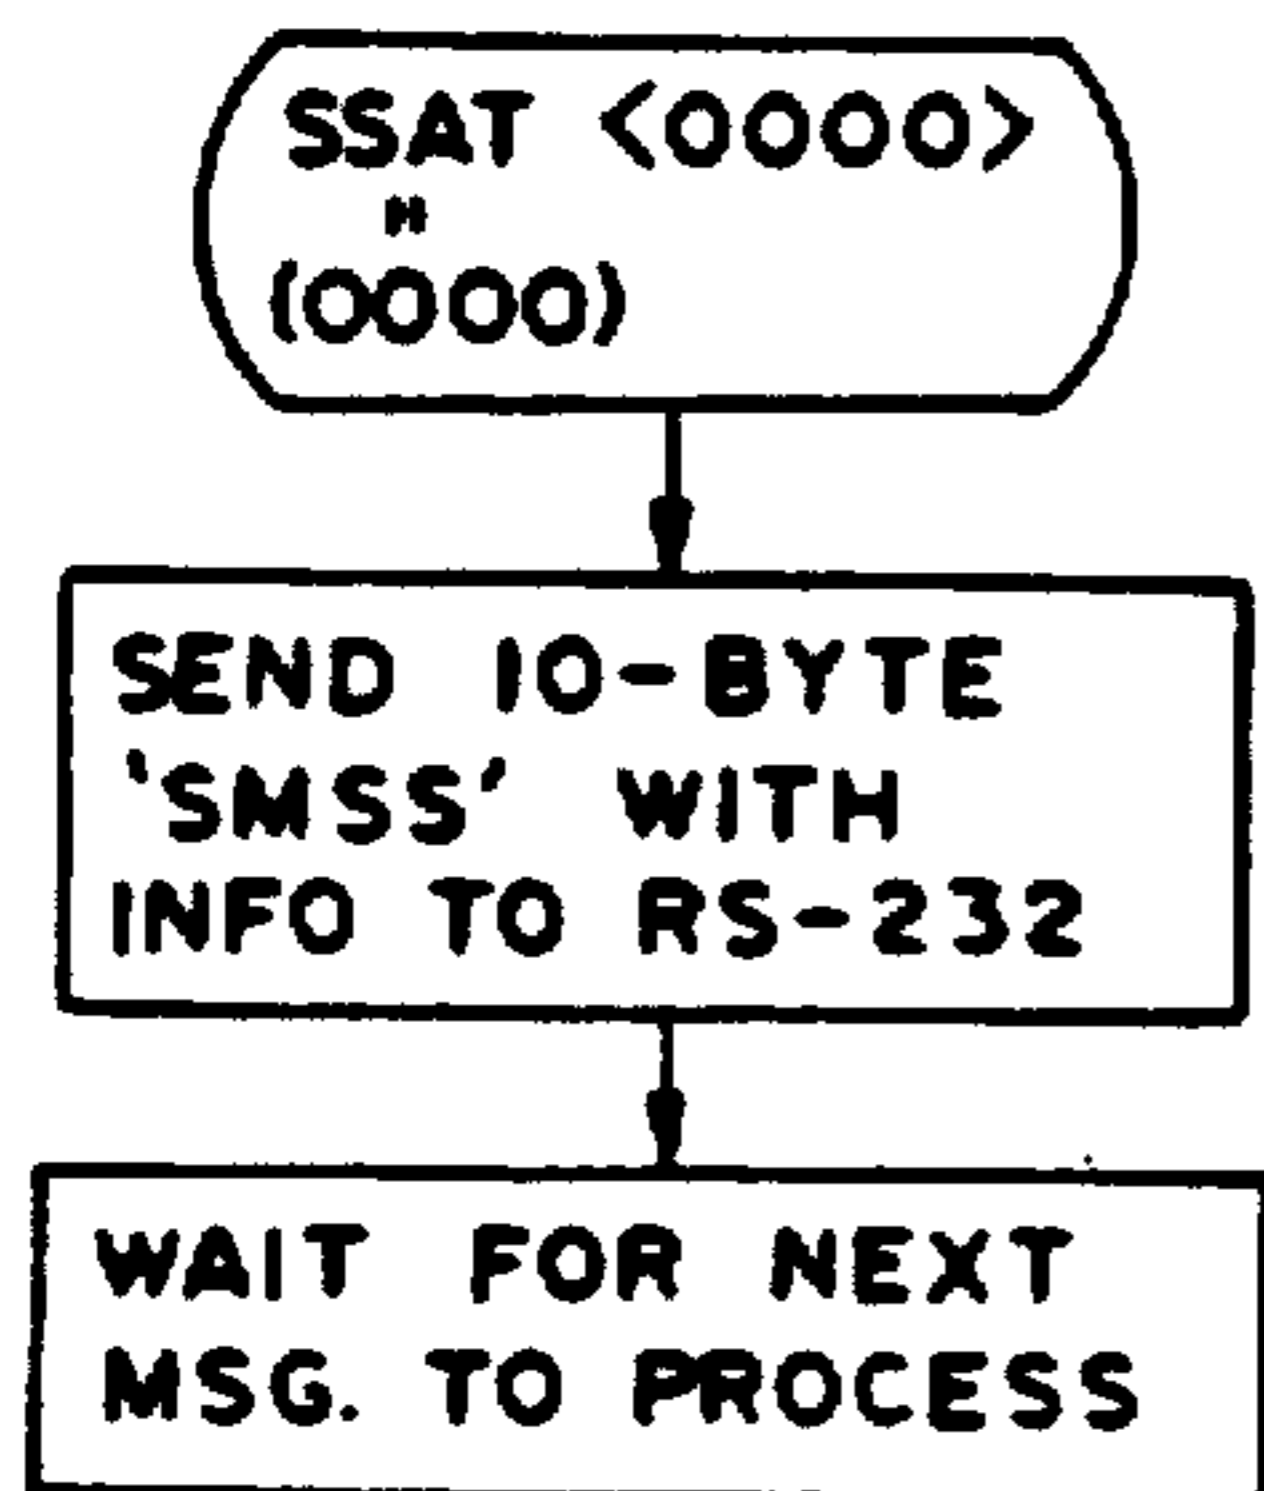 SSAT <0000>
"
(0000)
SEND 10-BYTE
'SMSS' WITH
INFO TO RS-232
WAIT FOR NEXT
MSG. TO PROCESS